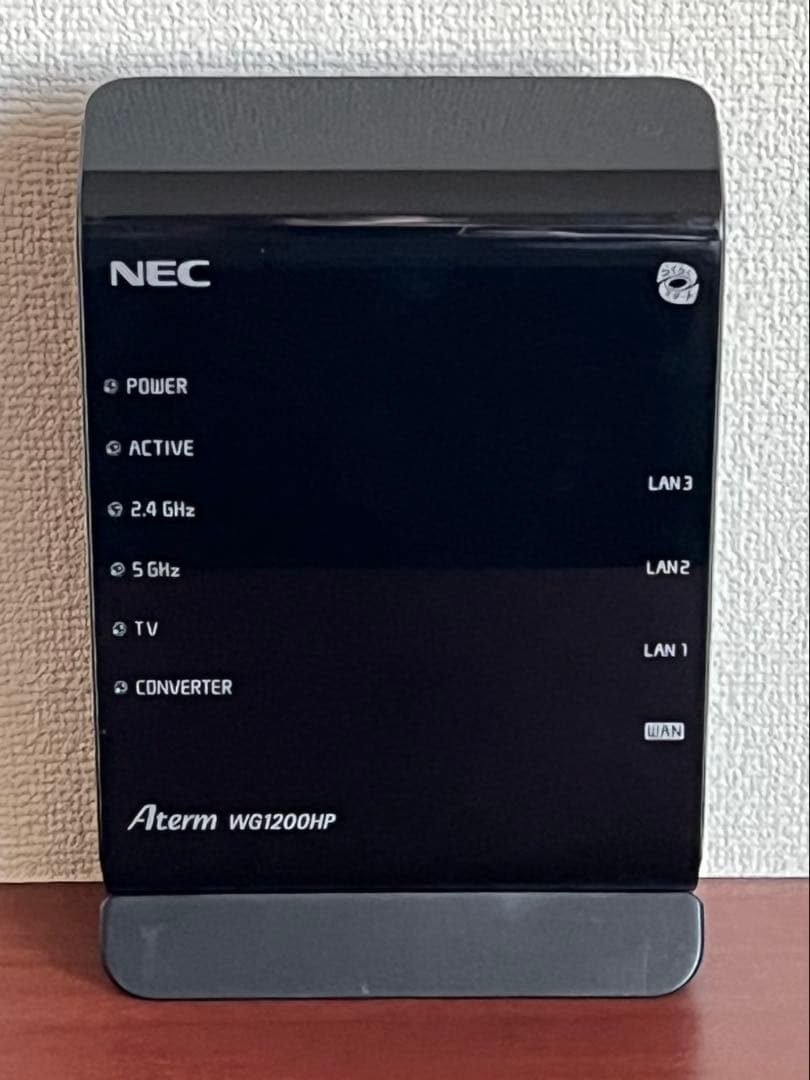 NEC
POWER
ACTIVE
2.4 GHz
5 GHz
TV
CONVERTER
LAN3
LAN2
LAN1
WAN
Aterm WG1200HP